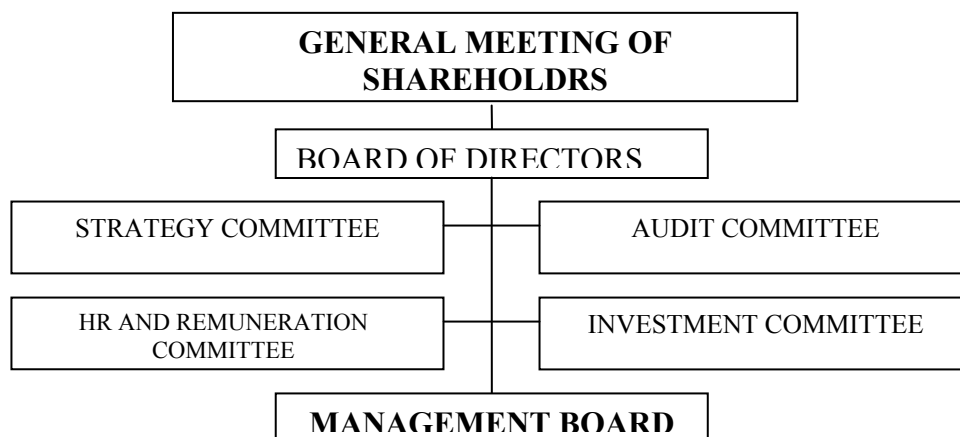 GENERAL MEETING OF
SHAREHOLDRS
BOARD OF DIRECTORS
STRATEGY COMMITTEE
AUDIT COMMITTEE
HR AND REMUNERATION
COMMITTEE
INVESTMENT COMMITTEE
MANAGEMENT BOARD